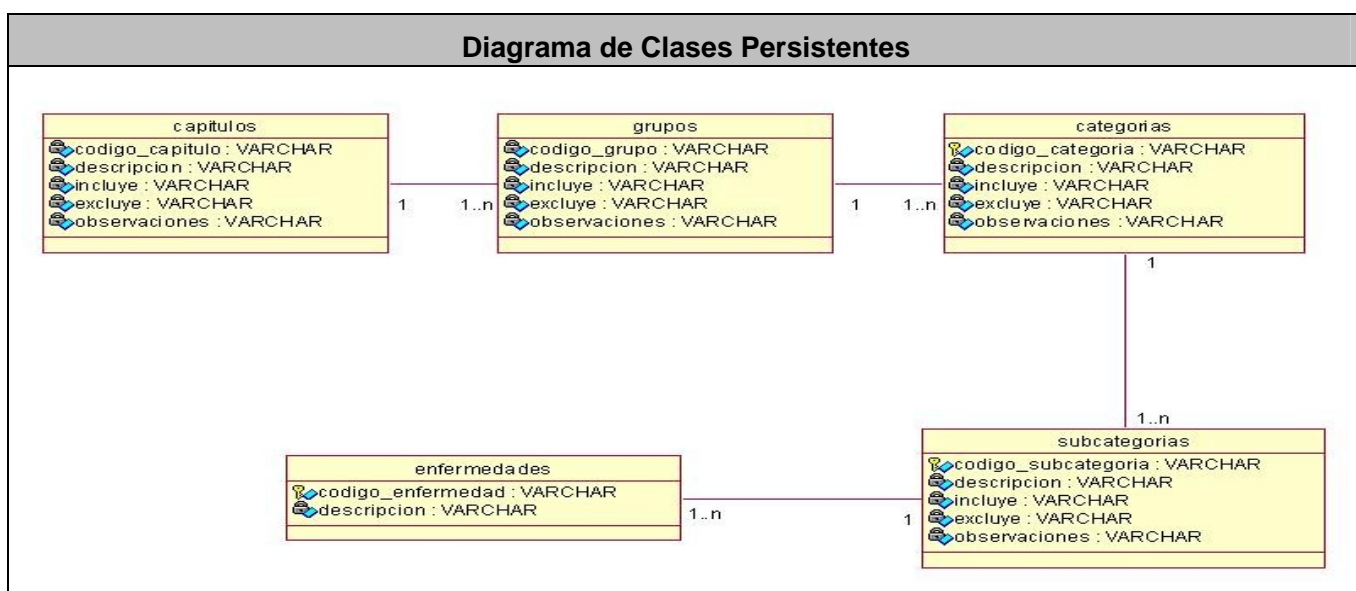 Diagrama de Clases Persistentes
capitulos
codigo_capitulo : VARCHAR
descripcion : VARCHAR
incluye : VARCHAR
excluye : VARCHAR
observaciones : VARCHAR
1
1..n
grupos
codigo_grupo : VARCHAR
descripcion : VARCHAR
incluye : VARCHAR
excluye : VARCHAR
observaciones : VARCHAR
1
1..n
categorias
codigo_categoria : VARCHAR
descripcion : VARCHAR
incluye : VARCHAR
excluye : VARCHAR
observaciones : VARCHAR
1
1..n
enfermedades
codigo_enfermedad : VARCHAR
descripcion : VARCHAR
1..n
1
subcategorias
codigo_subcategoria : VARCHAR
descripcion : VARCHAR
incluye : VARCHAR
excluye : VARCHAR
observaciones : VARCHAR